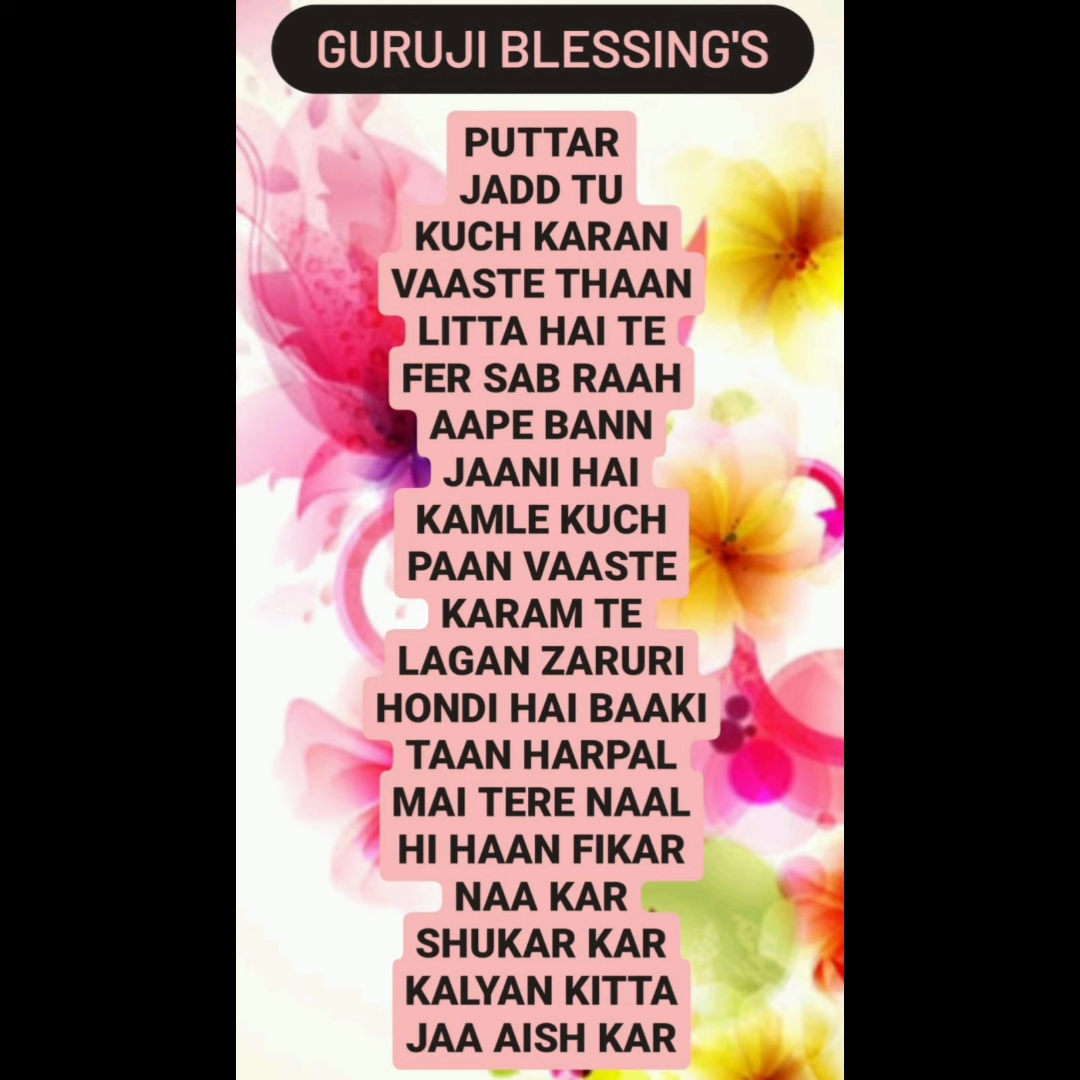 GURUJI BLESSING'S
PUTTAR
JADD TU
KUCH KARAN
VAASTE THAAN
LITTA HAI TE
FER SAB RAAH
AAPE BANN
JAANI HAI
KAMLE KUCH
PAAN VAASTE
KARAM TE
LAGAN ZARURI
HONDI HAI BAAKI
TAAN HARPAL
MAI TERE NAAL
HI HAAN FIKAR
NAA KAR
SHUKAR KAR
KALYAN KITTA
JAA AISH KAR